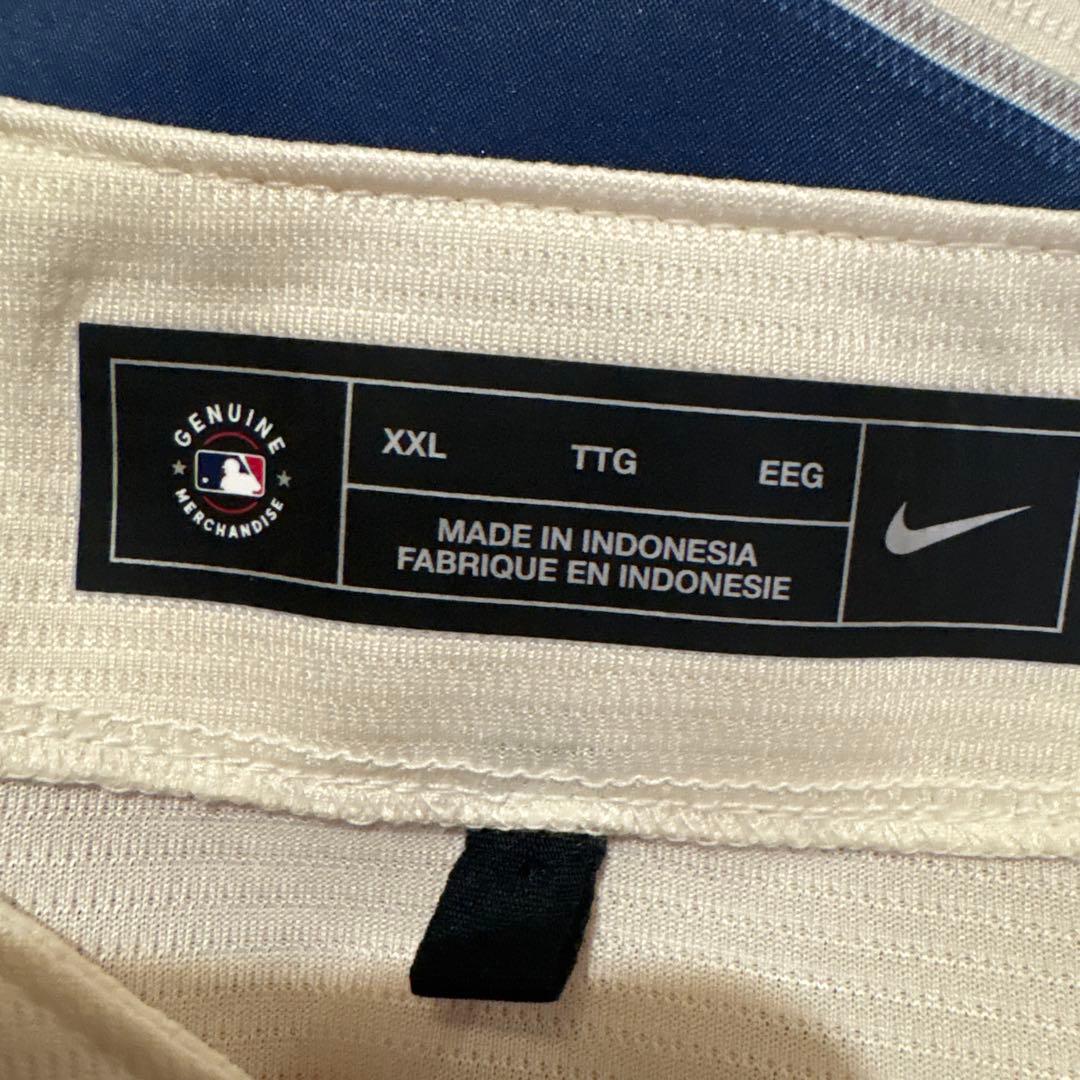 GENUINE
MERCHANDISE
XXL TTG EEG
MADE IN INDONESIA
FABRIQUE EN INDONESIE